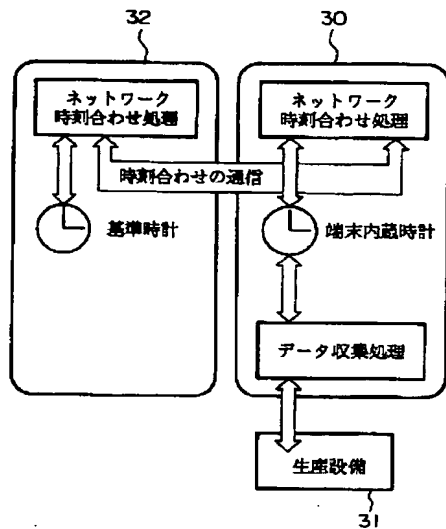 32
30
ネットワーク
時刻合わせ処理
ネットワーク
時刻合わせ処理
時刻合わせの通信
基準時計
端末内蔵時計
データ収集処理
生産設備
31